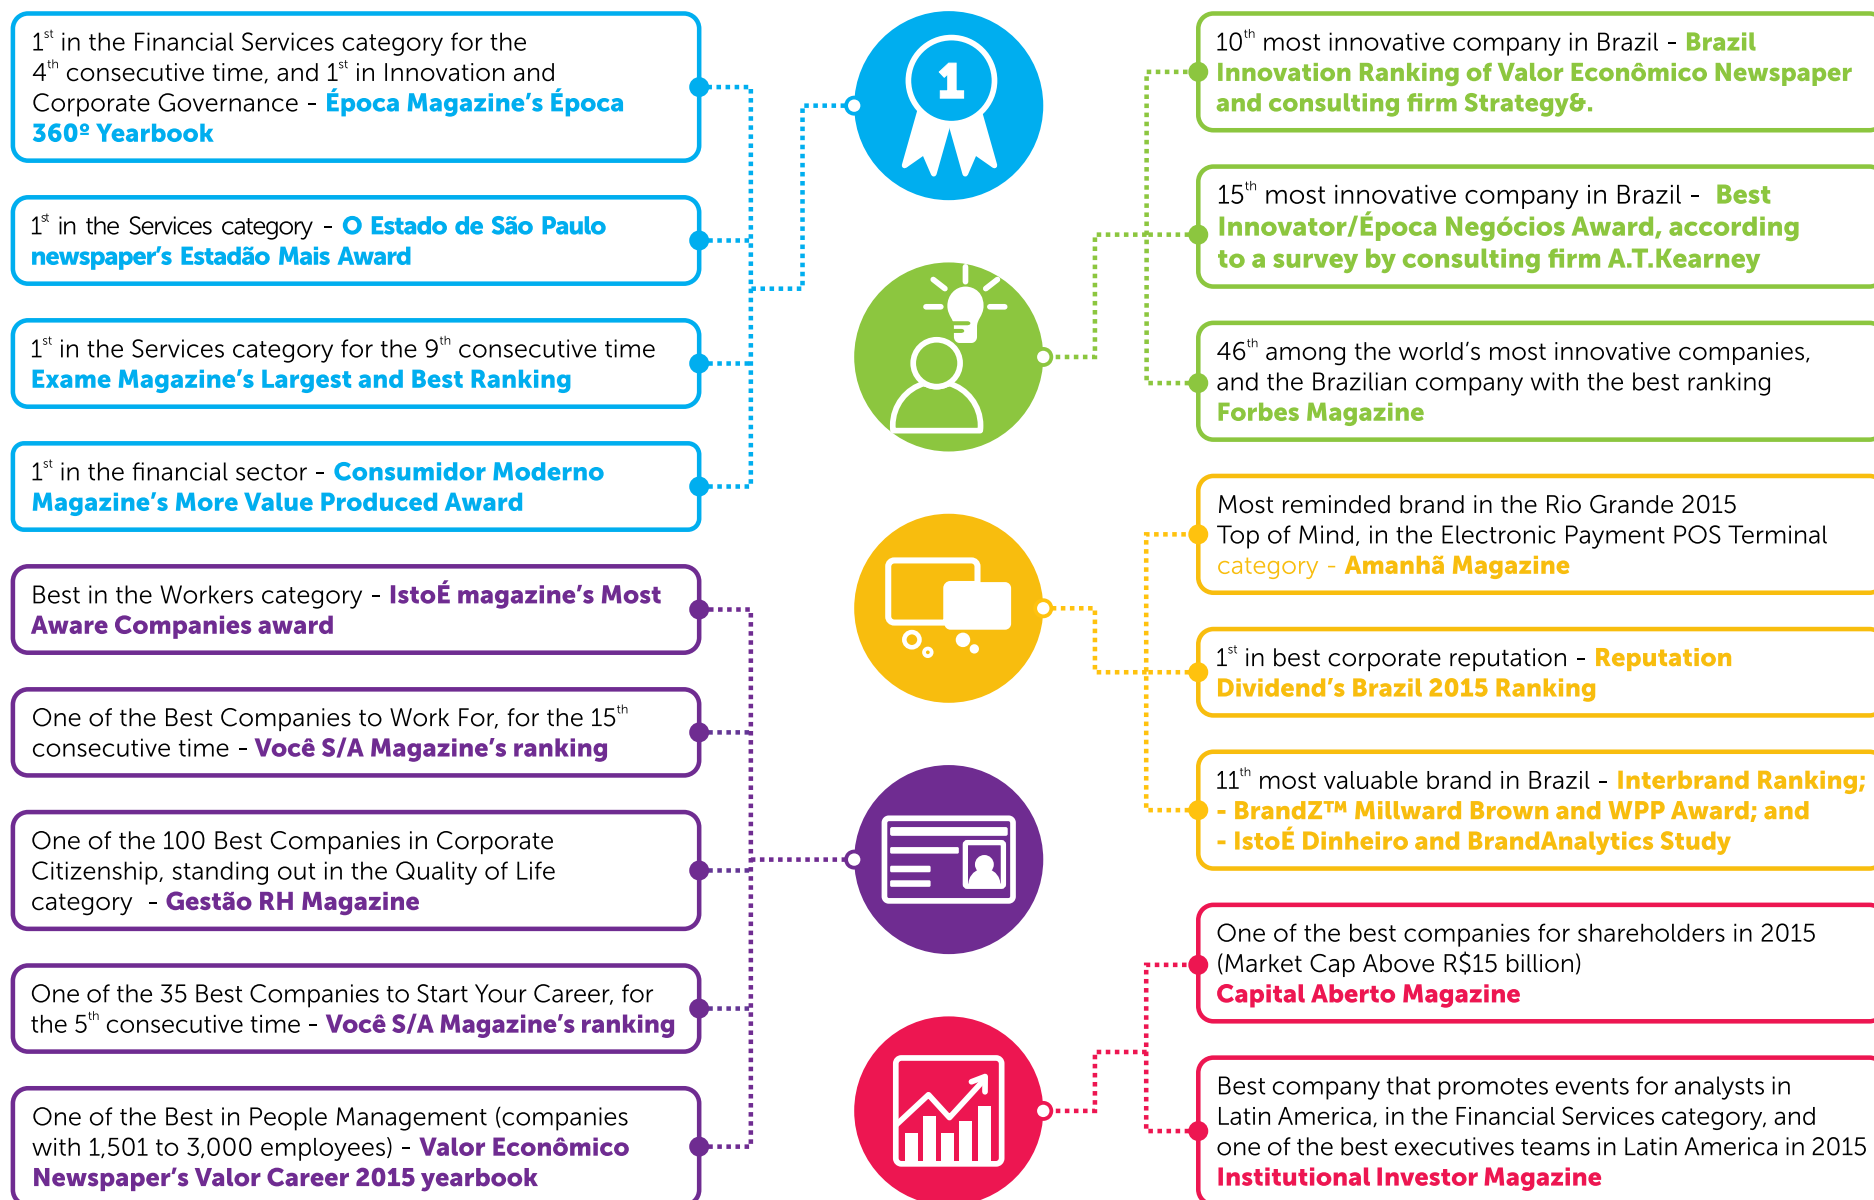 1st in the Financial Services category for the
4th consecutive time, and 1st in Innovation and
Corporate Governance - Época Magazine's Época
360º Yearbook
1st in the Services category - O Estado de São Paulo
newspaper's Estadão Mais Award
1st in the Services category for the 9th consecutive time
Exame Magazine's Largest and Best Ranking
1st in the financial sector - Consumidor Moderno
Magazine's More Value Produced Award
Best in the Workers category - IstoÉ magazine's Most
Aware Companies award
One of the Best Companies to Work For, for the 15th
consecutive time - Você S/A Magazine's ranking
One of the 100 Best Companies in Corporate
Citizenship, standing out in the Quality of Life
category - Gestão RH Magazine
One of the 35 Best Companies to Start Your Career, for
the 5th consecutive time - Você S/A Magazine's ranking
One of the Best in People Management (companies
with 1,501 to 3,000 employees) - Valor Econômico
Newspaper's Valor Career 2015 yearbook
1
10th most innovative company in Brazil - Brazil
Innovation Ranking of Valor Econômico Newspaper
and consulting firm Strategy&.
15th most innovative company in Brazil - Best
Innovator/Época Negócios Award, according
to a survey by consulting firm A.T.Kearney
46th among the world's most innovative companies,
and the Brazilian company with the best ranking
Forbes Magazine
Most reminded brand in the Rio Grande 2015
Top of Mind, in the Electronic Payment POS Terminal
category - Amanhã Magazine
1st in best corporate reputation - Reputation
Dividend's Brazil 2015 Ranking
11th most valuable brand in Brazil - Interbrand Ranking;
- BrandZ™ Millward Brown and WPP Award; and
- IstoÉ Dinheiro and BrandAnalytics Study
One of the best companies for shareholders in 2015
(Market Cap Above R$15 billion)
Capital Aberto Magazine
Best company that promotes events for analysts in
Latin America, in the Financial Services category, and
one of the best executives teams in Latin America in 2015
Institutional Investor Magazine